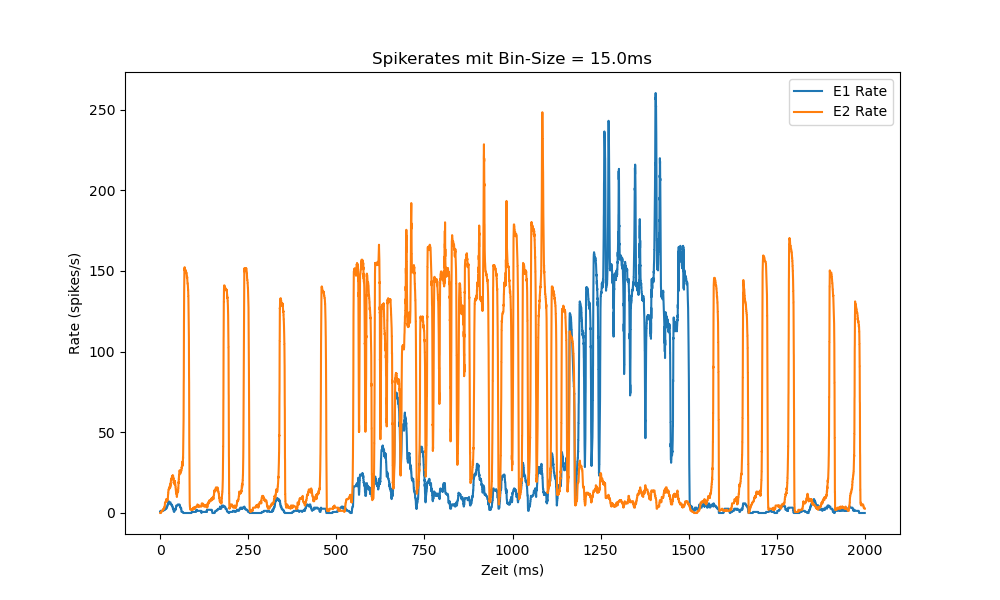 Spikerates mit Bin-Size = 15.0ms
E1 Rate
E2 Rate
250
200
150
100
50
0
Rate (spikes/s)
0 250 500 750 1000 1250 1500 1750 2000
Zeit (ms)